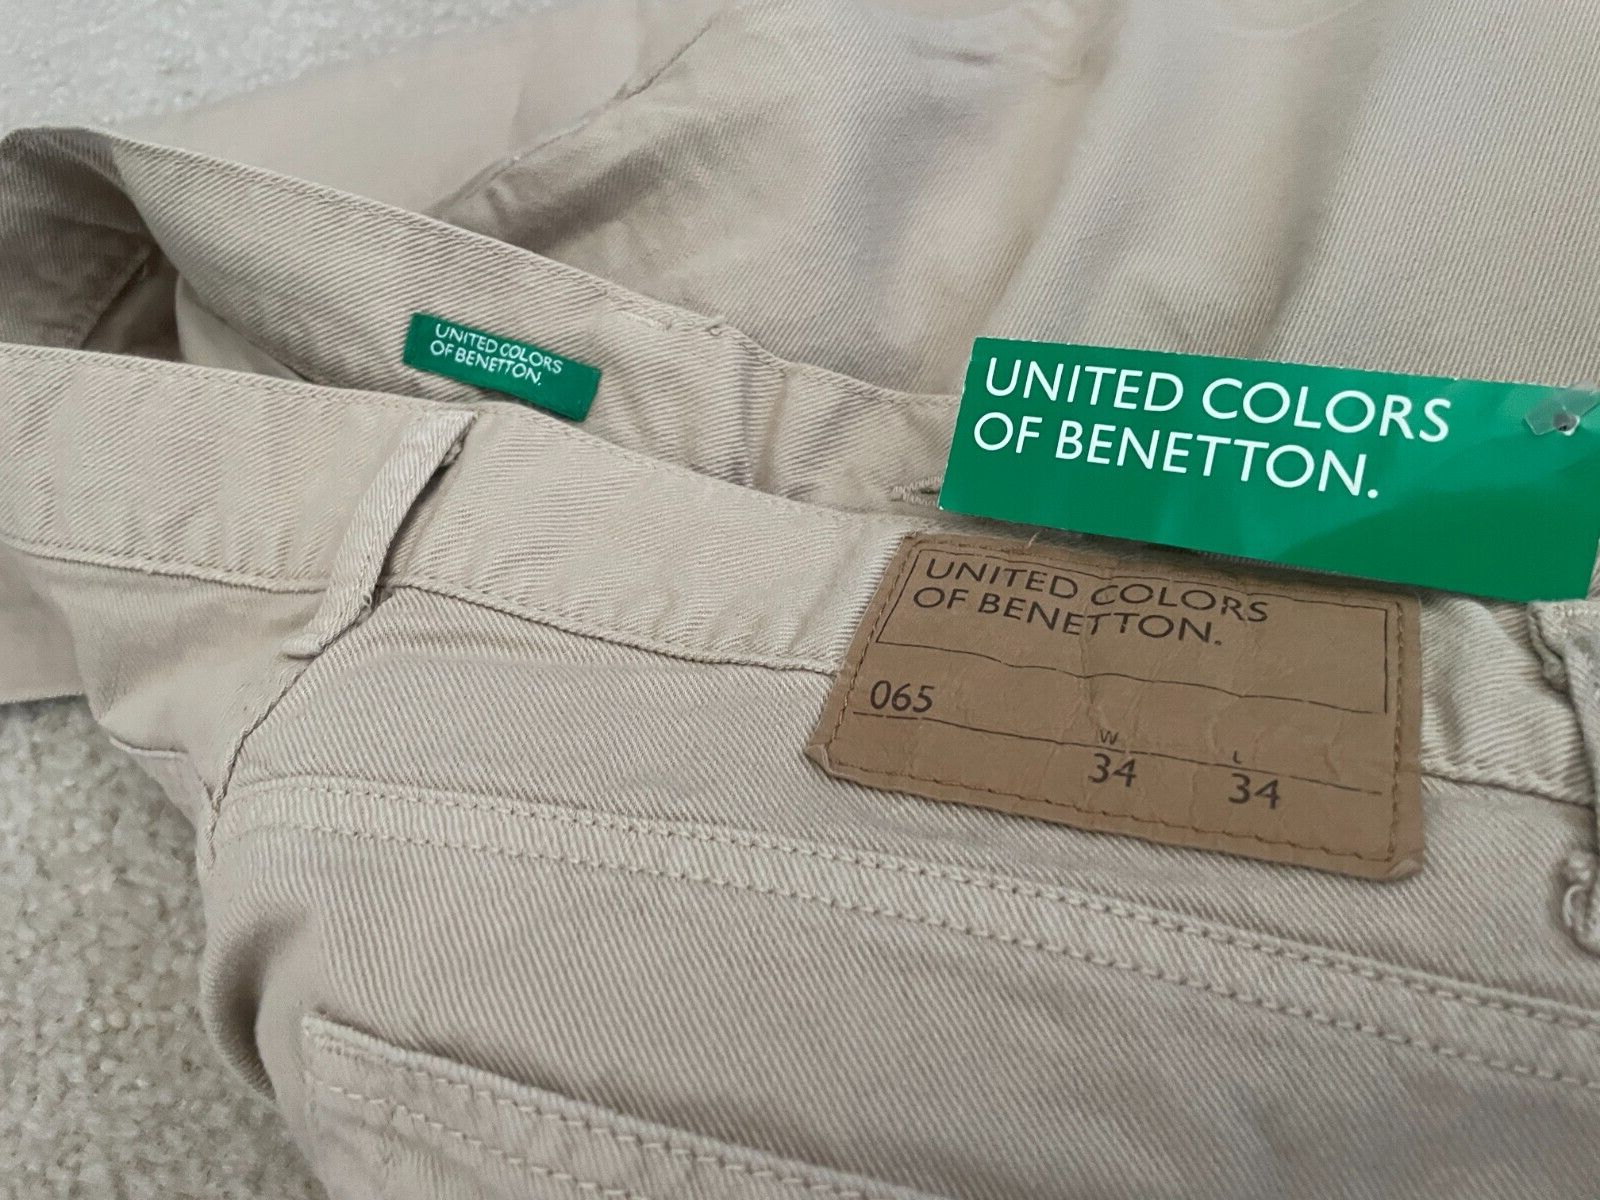 UNITED COLORS
OF BENETTON.
UNITED COLORS
OF BENETTON.
UNITED COLORS
OF BENETTON.
065
W L
34 34